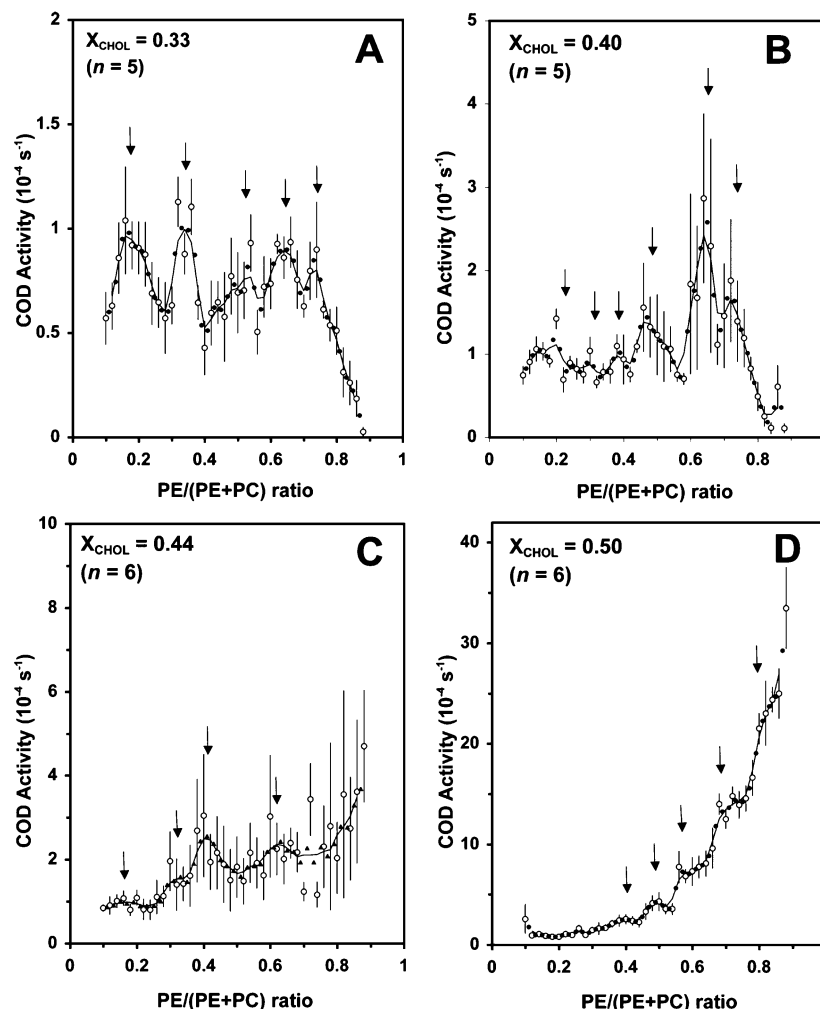 X_CHOL = 0.33
(n = 5)
A
2
1.5
1
0.5
0
COD Activity (10⁻⁴ s⁻¹)
0 0.2 0.4 0.6 0.8 1
PE/(PE+PC) ratio
X_CHOL = 0.40
(n = 5)
B
5
4
3
2
1
0
COD Activity (10⁻⁴ s⁻¹)
0 0.2 0.4 0.6 0.8
PE/(PE+PC) ratio
X_CHOL = 0.44
(n = 6)
C
10
8
6
4
2
0
COD Activity (10⁻⁴ s⁻¹)
0 0.2 0.4 0.6 0.8 1
PE/(PE+PC) ratio
X_CHOL = 0.50
(n = 6)
D
40
30
20
10
0
COD Activity (10⁻⁴ s⁻¹)
0 0.2 0.4 0.6 0.8
PE/(PE+PC) ratio